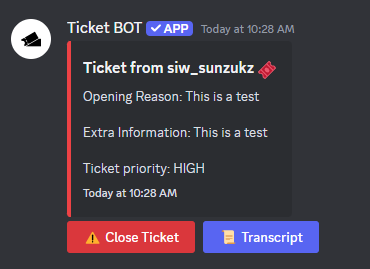 Ticket BOT ✓ APP Today at 10:28 AM
Ticket from siw_sunzukz 🎟️
Opening Reason: This is a test
Extra Information: This is a test
Ticket priority: HIGH
Today at 10:28 AM
⚠️ Close Ticket 📜 Transcript